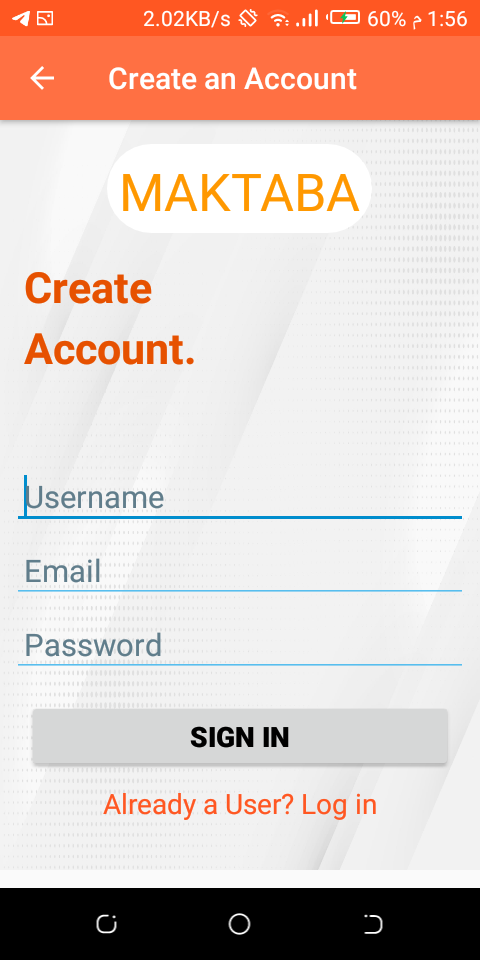 2.02KB/s 60% م 1:56
Create an Account
MAKTABA
Create
Account.
Username
Email
Password
SIGN IN
Already a User? Log in